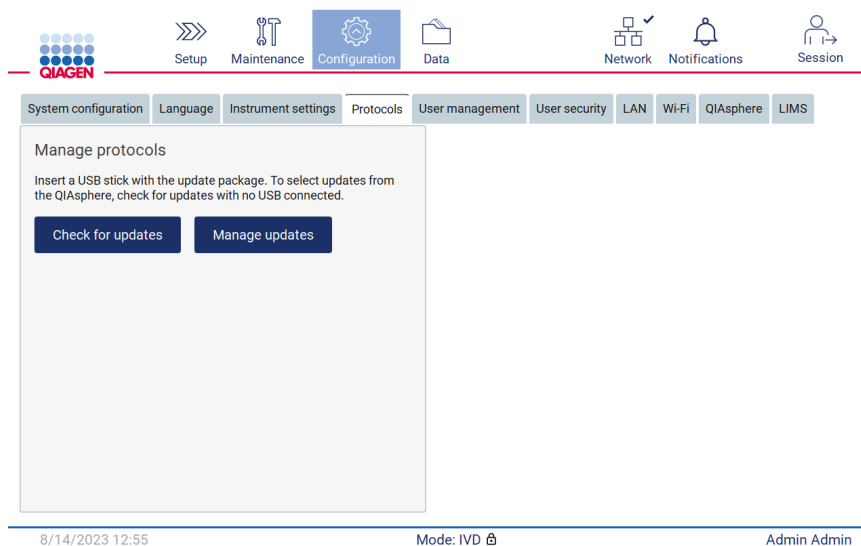 QIAGEN
Setup
Maintenance
Configuration
Data
Network
Notifications
Session
System configuration
Language
Instrument settings
Protocols
User management
User security
LAN
Wi-Fi
QIAsphere
LIMS
Manage protocols
Insert a USB stick with the update package. To select updates from
the QIAsphere, check for updates with no USB connected.
Check for updates
Manage updates
8/14/2023 12:55
Mode: IVD
Admin Admin